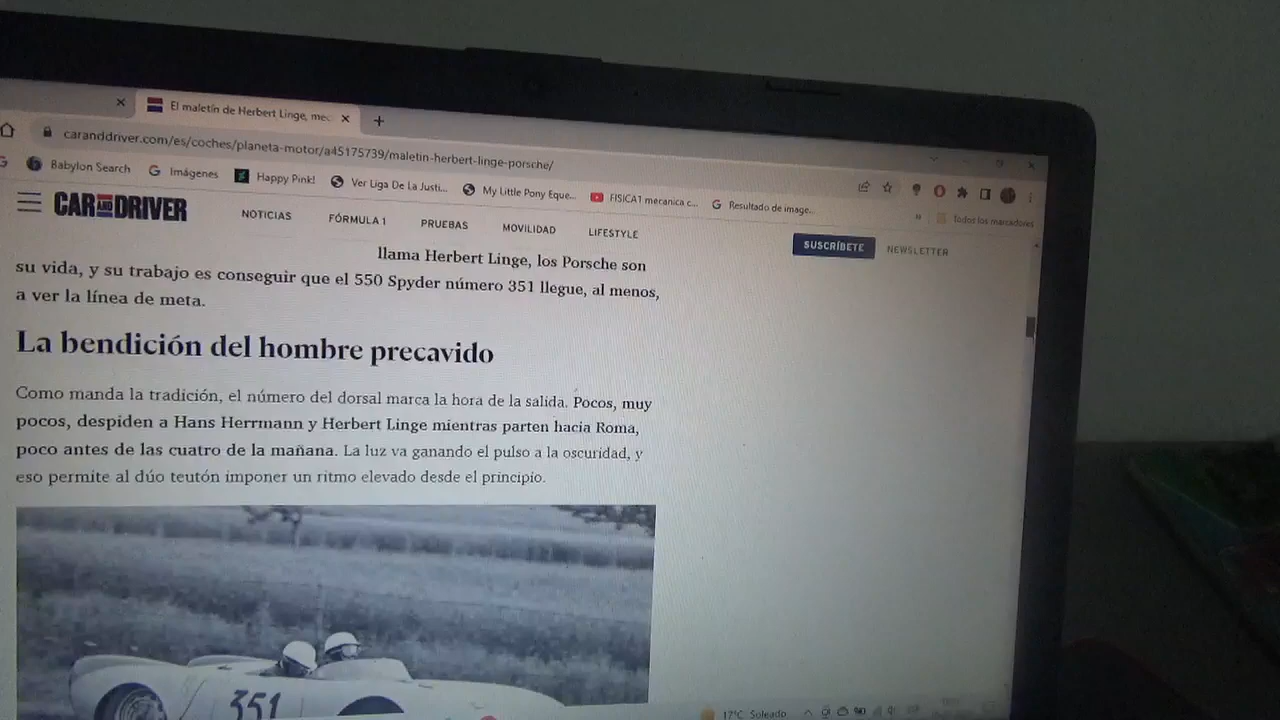 El maletín de Herbert Linge, mec
caranddriver.com/es/coches/planeta-motor/a45175739/maletin-herbert-linge-porsche/
Babylon Search Imágenes Happy Pink! Ver Liga De La Justi... My Little Pony Eque... FISICA1 mecanica c... Resultado de image...
Todos los marcadores
CAR AND DRIVER NOTICIAS FÓRMULA 1 PRUEBAS MOVILIDAD LIFESTYLE SUSCRÍBETE NEWSLETTER
llama Herbert Linge, los Porsche son
su vida, y su trabajo es conseguir que el 550 Spyder número 351 llegue, al menos,
a ver la línea de meta.
La bendición del hombre precavido
Como manda la tradición, el número del dorsal marca la hora de la salida. Pocos, muy
pocos, despiden a Hans Herrmann y Herbert Linge mientras parten hacia Roma,
poco antes de las cuatro de la mañana. La luz va ganando el pulso a la oscuridad, y
eso permite al dúo teutón imponer un ritmo elevado desde el principio.
351
17°C Soleado